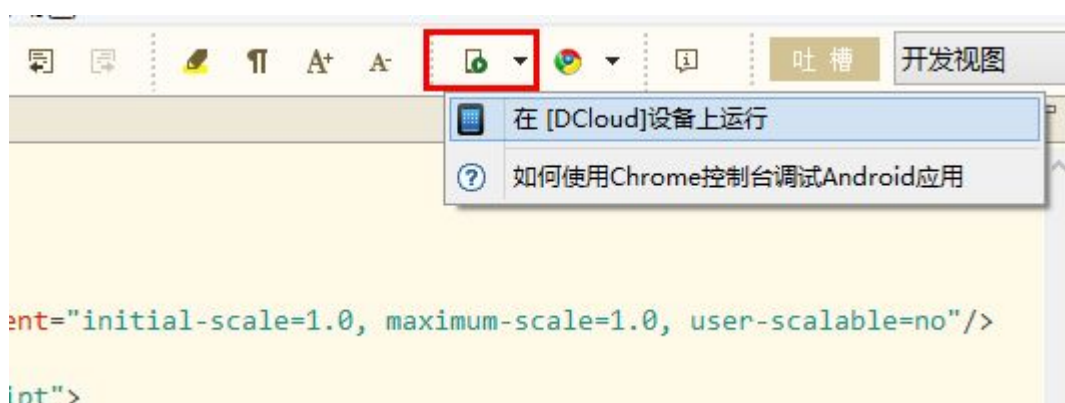 ¶ A+ A- 吐槽 开发视图
在 [DCloud]设备上运行
如何使用Chrome控制台调试Android应用
ent="initial-scale=1.0, maximum-scale=1.0, user-scalable=no"/>
ipt">